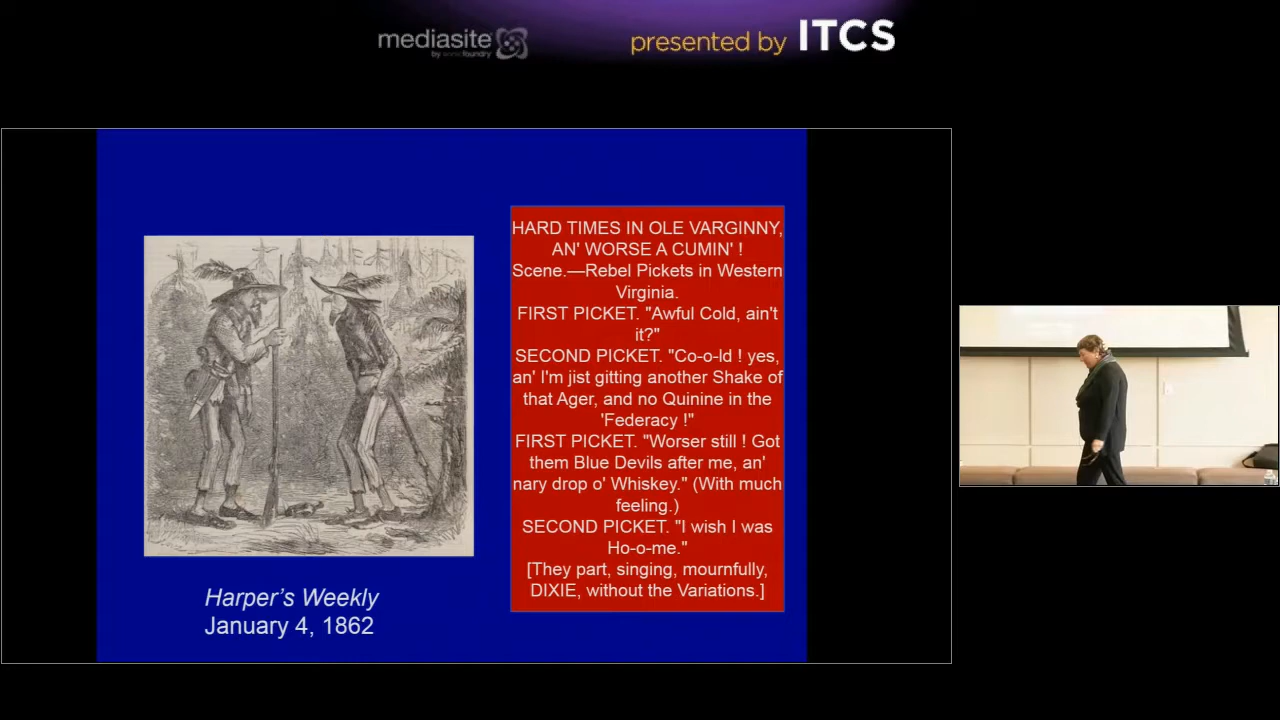 mediasite
by sonicfoundry
presented by ITCS
HARD TIMES IN OLE VARGINNY,
AN' WORSE A CUMIN' !
Scene.—Rebel Pickets in Western
Virginia.
FIRST PICKET. "Awful Cold, ain't
it?"
SECOND PICKET. "Co-o-ld ! yes,
an' I'm jist gitting another Shake of
that Ager, and no Quinine in the
'Federacy !"
FIRST PICKET. "Worser still ! Got
them Blue Devils after me, an'
nary drop o' Whiskey." (With much
feeling.)
SECOND PICKET. "I wish I was
Ho-o-me."
[They part, singing, mournfully,
DIXIE, without the Variations.]
Harper's Weekly
January 4, 1862